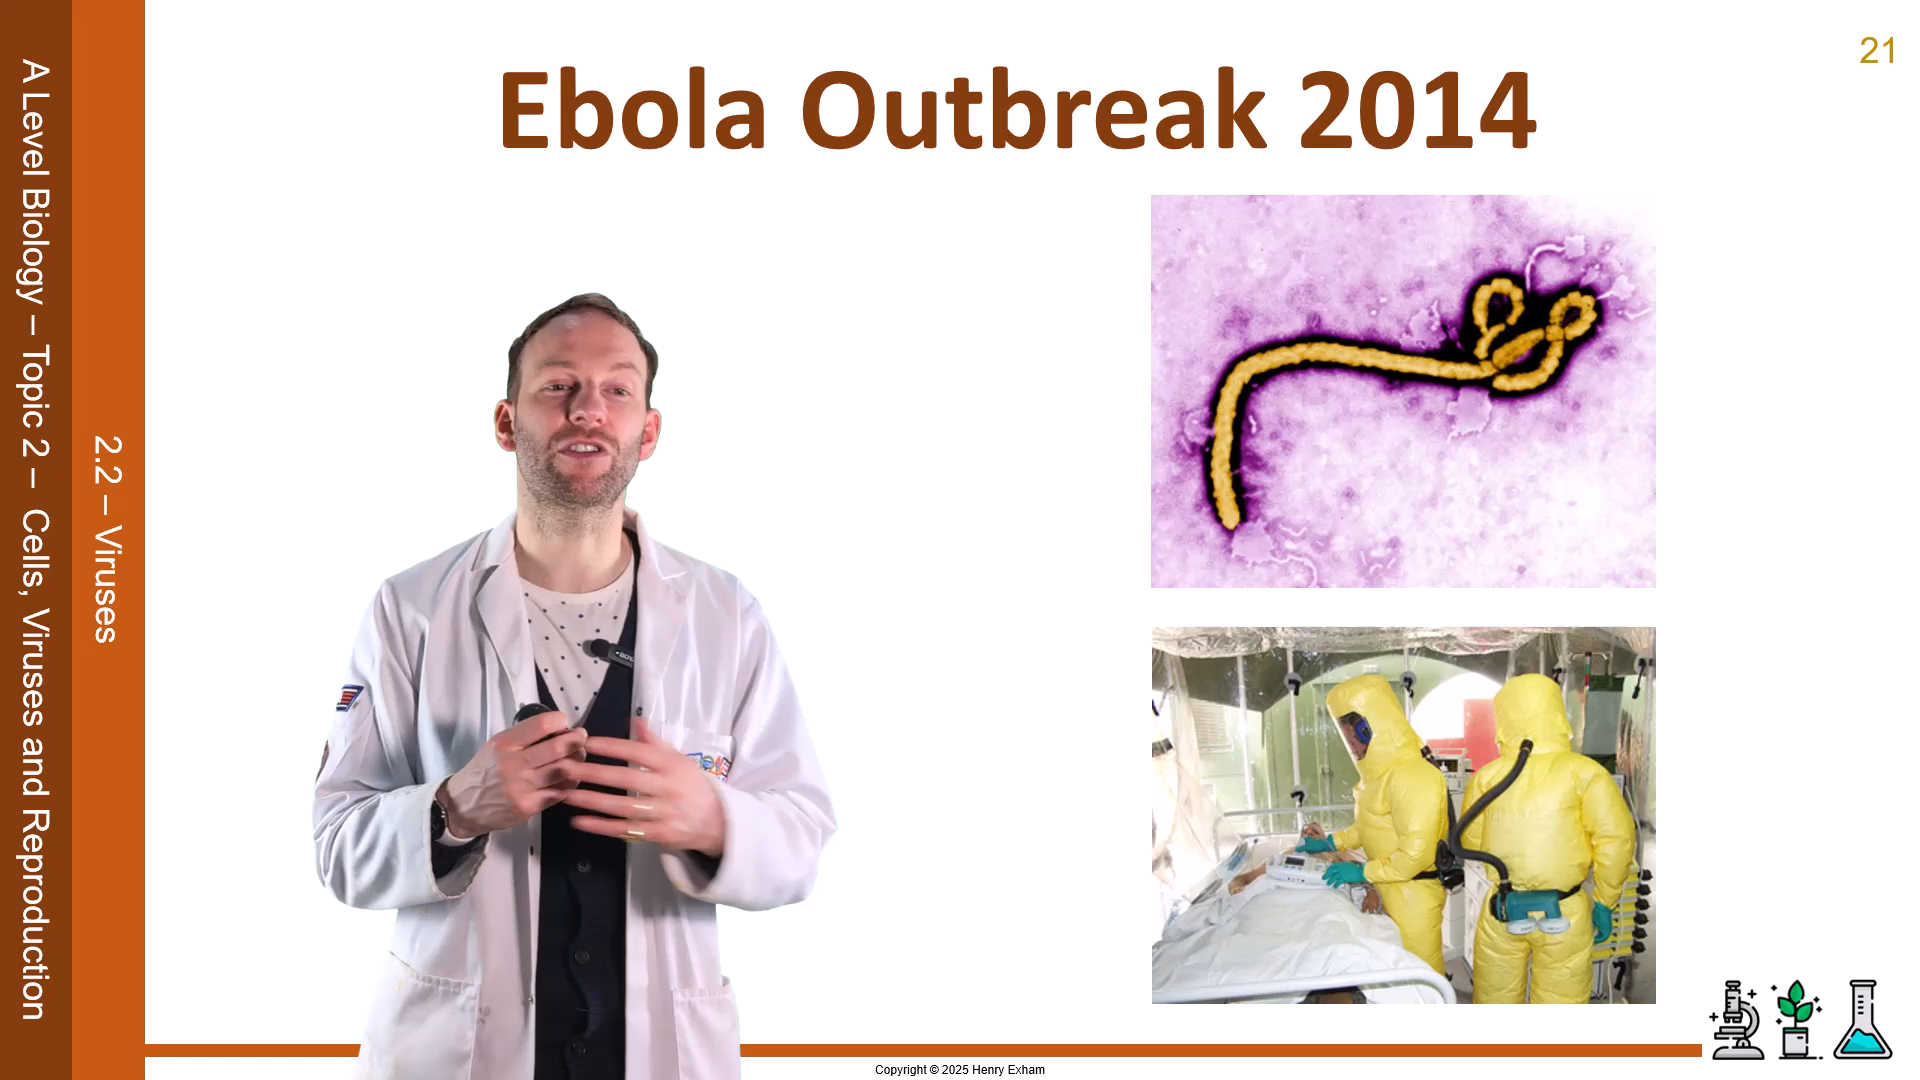 A Level Biology – Topic 2 – Cells, Viruses and Reproduction
2.2 – Viruses
Ebola Outbreak 2014
21
Copyright © 2025 Henry Exham